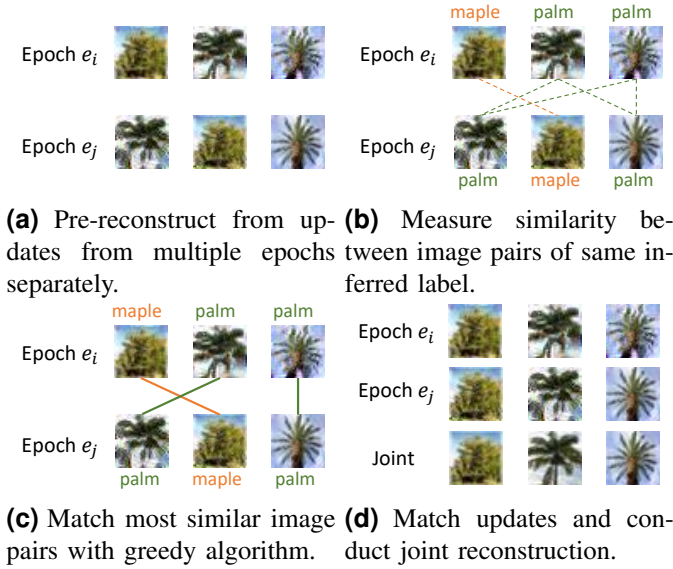 Epoch e_i
Epoch e_j
(a) Pre-reconstruct from up-
dates from multiple epochs
separately.
maple palm palm
Epoch e_i
Epoch e_j
palm maple palm
(b) Measure similarity be-
tween image pairs of same in-
ferred label.
maple palm palm
Epoch e_i
Epoch e_j
palm maple palm
(c) Match most similar image
pairs with greedy algorithm.
Epoch e_i
Epoch e_j
Joint
(d) Match updates and con-
duct joint reconstruction.